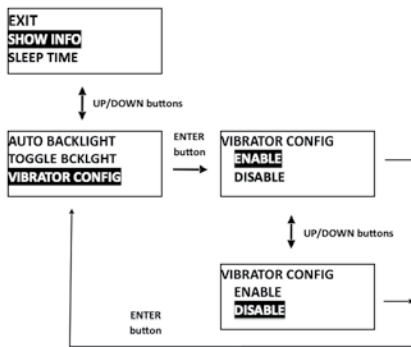 EXIT
SHOW INFO
SLEEP TIME
UP/DOWN buttons
AUTO BACKLIGHT
TOGGLE BCKLGHT
VIBRATOR CONFIG
ENTER
button
VIBRATOR CONFIG
ENABLE
DISABLE
UP/DOWN buttons
VIBRATOR CONFIG
ENABLE
DISABLE
ENTER
button